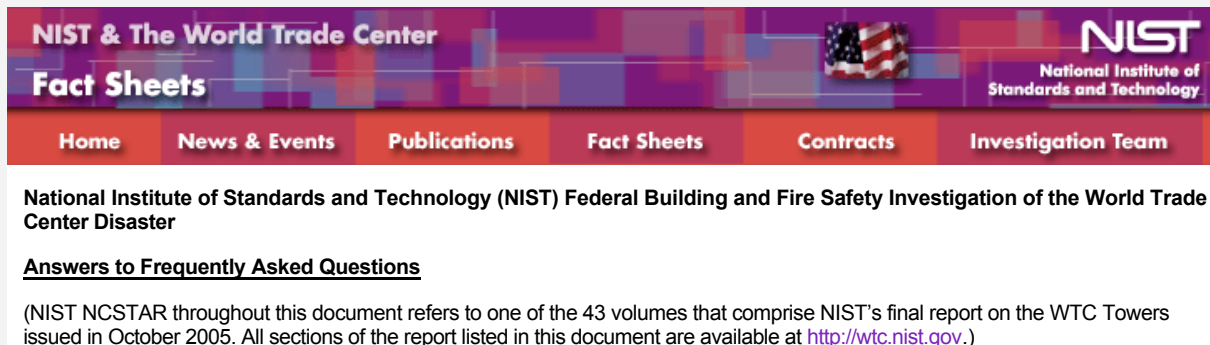 NIST & The World Trade Center
Fact Sheets
NIST
National Institute of
Standards and Technology
Home News & Events Publications Fact Sheets Contracts Investigation Team
National Institute of Standards and Technology (NIST) Federal Building and Fire Safety Investigation of the World Trade
Center Disaster
Answers to Frequently Asked Questions
(NIST NCSTAR throughout this document refers to one of the 43 volumes that comprise NIST’s final report on the WTC Towers
issued in October 2005. All sections of the report listed in this document are available at http://wtc.nist.gov.)